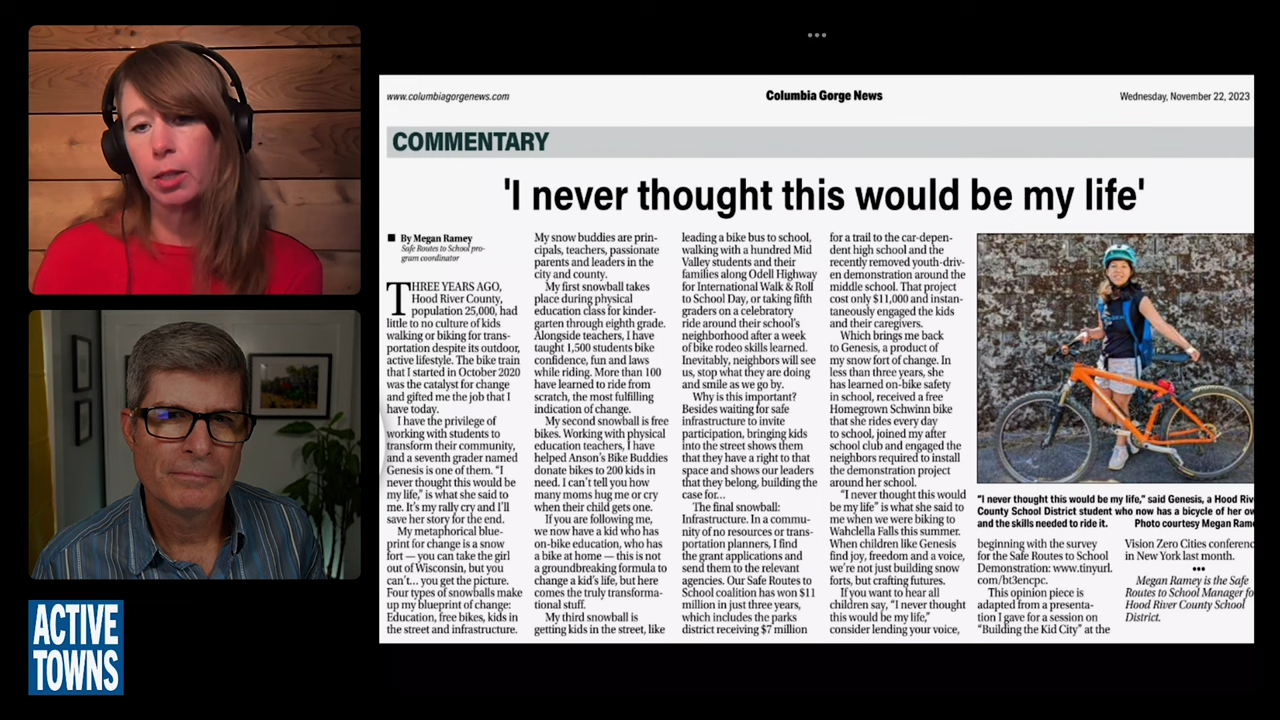 www.columbiagorgenews.com
Columbia Gorge News
Wednesday, November 22, 2023
COMMENTARY
'I never thought this would be my life'
By Megan Ramey
Safe Routes to School pro-
gram coordinator
THREE YEARS AGO,
Hood River County,
population 25,000, had
little to no culture of kids
walking or biking for trans-
portation despite its outdoor,
active lifestyle. The bike train
that I started in October 2020
was the catalyst for change
and gifted me the job that I
have today.
I have the privilege of
working with students to
transform their community,
and a seventh grader named
Genesis is one of them. “I
never thought this would be
my life,” is what she said to
me. It's my rally cry and I'll
save her story for the end.
My metaphorical blue-
print for change is a snow
fort — you can take the girl
out of Wisconsin, but you
can't… you get the picture.
Four types of snowballs make
up my blueprint of change:
Education, free bikes, kids in
the street and infrastructure.
My snow buddies are prin-
cipals, teachers, passionate
parents and leaders in the
city and county.
My first snowball takes
place during physical
education class for kinder-
garten through eighth grade.
Alongside teachers, I have
taught 1,500 students bike
confidence, fun and laws
while riding. More than 100
have learned to ride from
scratch, the most fulfilling
indication of change.
My second snowball is free
bikes. Working with physical
education teachers, I have
helped Anson's Bike Buddies
donate bikes to 200 kids in
need. I can't tell you how
many moms hug me or cry
when their child gets one.
If you are following me,
we now have a kid who has
on-bike education, who has
a bike at home — this is not
a groundbreaking formula to
change a kid's life, but here
comes the truly transforma-
tional stuff.
My third snowball is
getting kids in the street, like
leading a bike bus to school,
walking with a hundred Mid
Valley students and their
families along Odell Highway
for International Walk & Roll
to School Day, or taking fifth
graders on a celebratory
ride around their school's
neighborhood after a week
of bike rodeo skills learned.
Inevitably, neighbors will see
us, stop what they are doing
and smile as we go by.
Why is this important?
Besides waiting for safe
infrastructure to invite
participation, bringing kids
into the street shows them
that they have a right to that
space and shows our leaders
that they belong, building the
case for…
The final snowball:
Infrastructure. In a commu-
nity of no resources or trans-
portation planners, I find
the grant applications and
send them to the relevant
agencies. Our Safe Routes to
School coalition has won $11
million in just three years,
which includes the parks
district receiving $7 million
for a trail to the car-depen-
dent high school and the
recently removed youth-driv-
en demonstration around the
middle school. That project
cost only $11,000 and instan-
taneously engaged the kids
and their caregivers.
Which brings me back
to Genesis, a product of
my snow fort of change. In
less than three years, she
has learned on-bike safety
in school, received a free
Homegrown Schwinn bike
that she rides every day
to school, joined my after
school club and engaged the
neighbors required to install
the demonstration project
around her school.
“I never thought this would
be my life” is what she said to
me when we were biking to
Wahclella Falls this summer.
When children like Genesis
find joy, freedom and a voice,
we're not just building snow
forts, but crafting futures.
If you want to hear all
children say, “I never thought
this would be my life,”
consider lending your voice,
“I never thought this would be my life,” said Genesis, a Hood Riv
County School District student who now has a bicycle of her ow
and the skills needed to ride it. Photo courtesy Megan Rame
beginning with the survey
for the Safe Routes to School
Demonstration: www.tinyurl.
com/bt3encpc.
This opinion piece is
adapted from a presenta-
tion I gave for a session on
“Building the Kid City” at the
Vision Zero Cities conferenc
in New York last month.
•••
Megan Ramey is the Safe
Routes to School Manager fo
Hood River County School
District.
ACTIVE
TOWNS